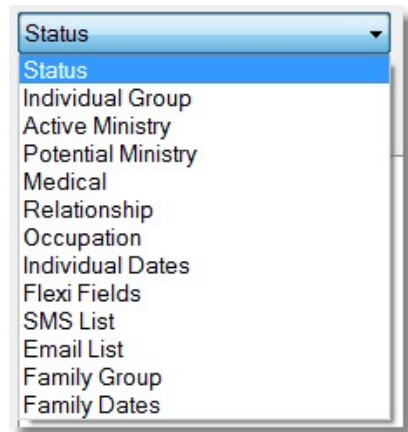 Status
Status
Individual Group
Active Ministry
Potential Ministry
Medical
Relationship
Occupation
Individual Dates
Flexi Fields
SMS List
Email List
Family Group
Family Dates